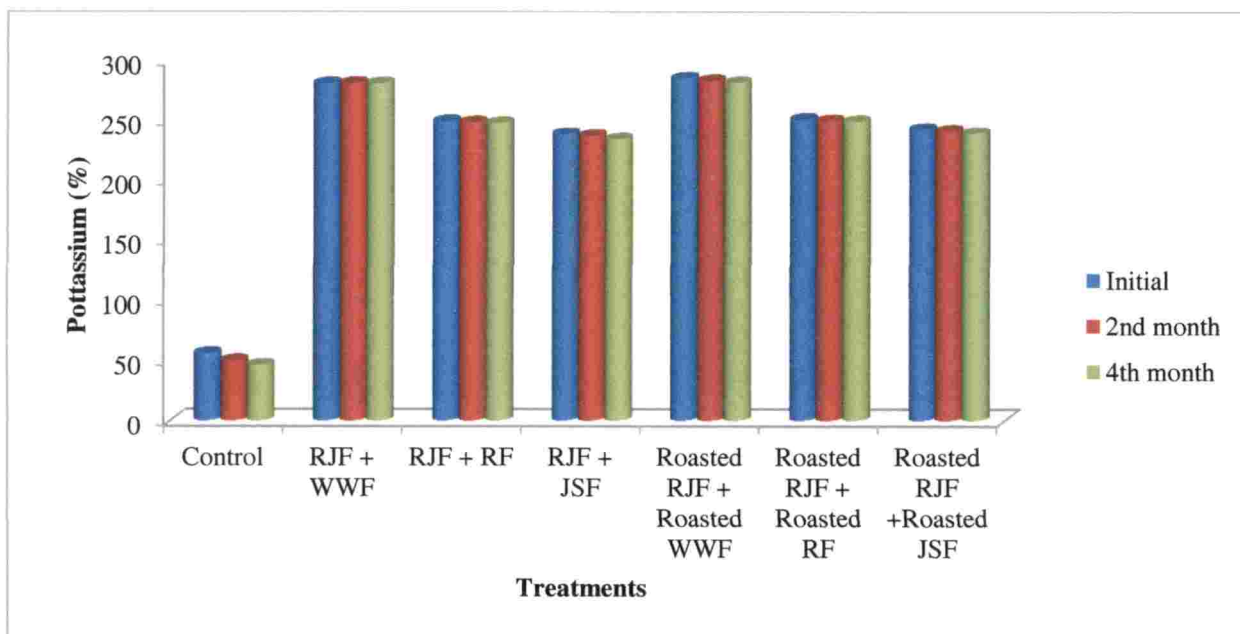 300
250
200
150
100
50
0
Pottassium (%)
Control
RJF +
WWF
RJF + RF
RJF +
JSF
Roasted
RJF +
Roasted
WWF
Roasted
RJF +
Roasted
RF
Roasted
RJF
+Roasted
JSF
Treatments
Initial
2nd month
4th month